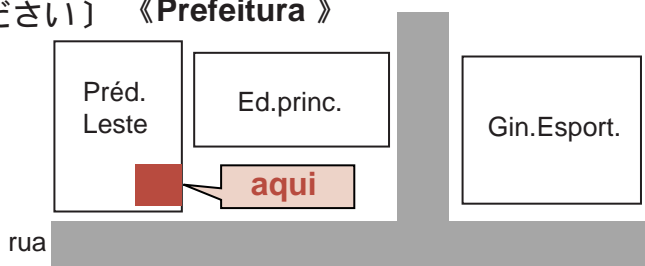 ださい〕 《Prefeitura 》
Préd.
Leste
Ed.princ.
Gin.Esport.
aqui
rua